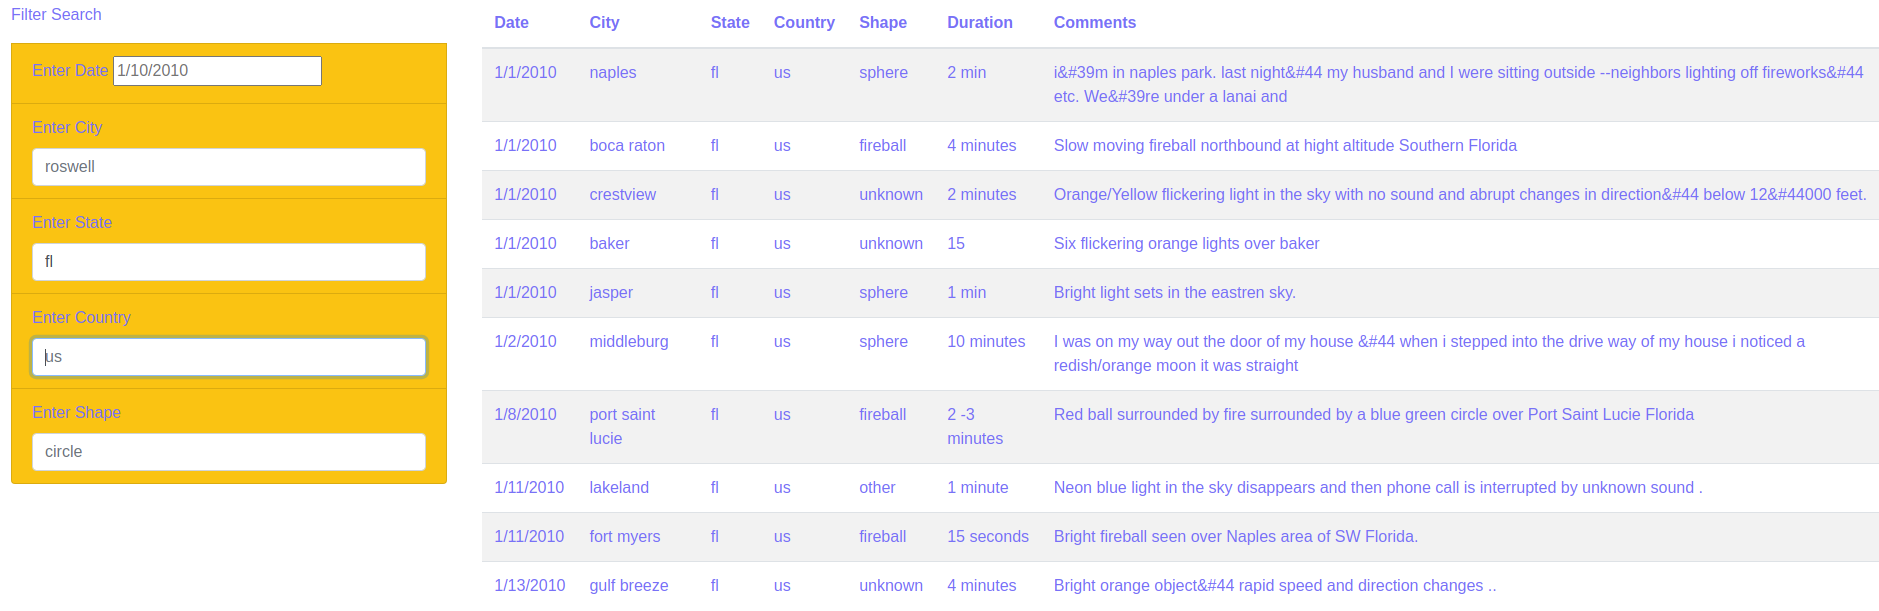 Filter Search
Enter Date 1/10/2010
Enter City
roswell
Enter State
fl
Enter Country
us
Enter Shape
circle
Date City State Country Shape Duration Comments
1/1/2010 naples fl us sphere 2 min i&#39m in naples park. last night&#44 my husband and I were sitting outside --neighbors lighting off fireworks&#44
etc. We&#39re under a lanai and
1/1/2010 boca raton fl us fireball 4 minutes Slow moving fireball northbound at hight altitude Southern Florida
1/1/2010 crestview fl us unknown 2 minutes Orange/Yellow flickering light in the sky with no sound and abrupt changes in direction&#44 below 12&#44000 feet.
1/1/2010 baker fl us unknown 15 Six flickering orange lights over baker
1/1/2010 jasper fl us sphere 1 min Bright light sets in the eastren sky.
1/2/2010 middleburg fl us sphere 10 minutes I was on my way out the door of my house &#44 when i stepped into the drive way of my house i noticed a
redish/orange moon it was straight
1/8/2010 port saint fl us fireball 2 -3 Red ball surrounded by fire surrounded by a blue green circle over Port Saint Lucie Florida
lucie minutes
1/11/2010 lakeland fl us other 1 minute Neon blue light in the sky disappears and then phone call is interrupted by unknown sound .
1/11/2010 fort myers fl us fireball 15 seconds Bright fireball seen over Naples area of SW Florida.
1/13/2010 gulf breeze fl us unknown 4 minutes Bright orange object&#44 rapid speed and direction changes ..